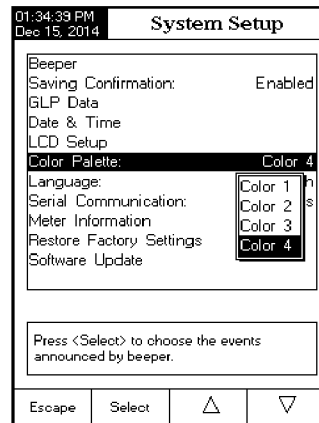 01:34:39 PM
Dec 15, 2014
System Setup
Beeper
Saving Confirmation: Enabled
GLP Data
Date & Time
LCD Setup
Color Palette: Color 4
Language: h
Serial Communication: s
Meter Information
Restore Factory Settings
Software Update
Color 1
Color 2
Color 3
Color 4
Press <Select> to choose the events
announced by beeper.
Escape Select